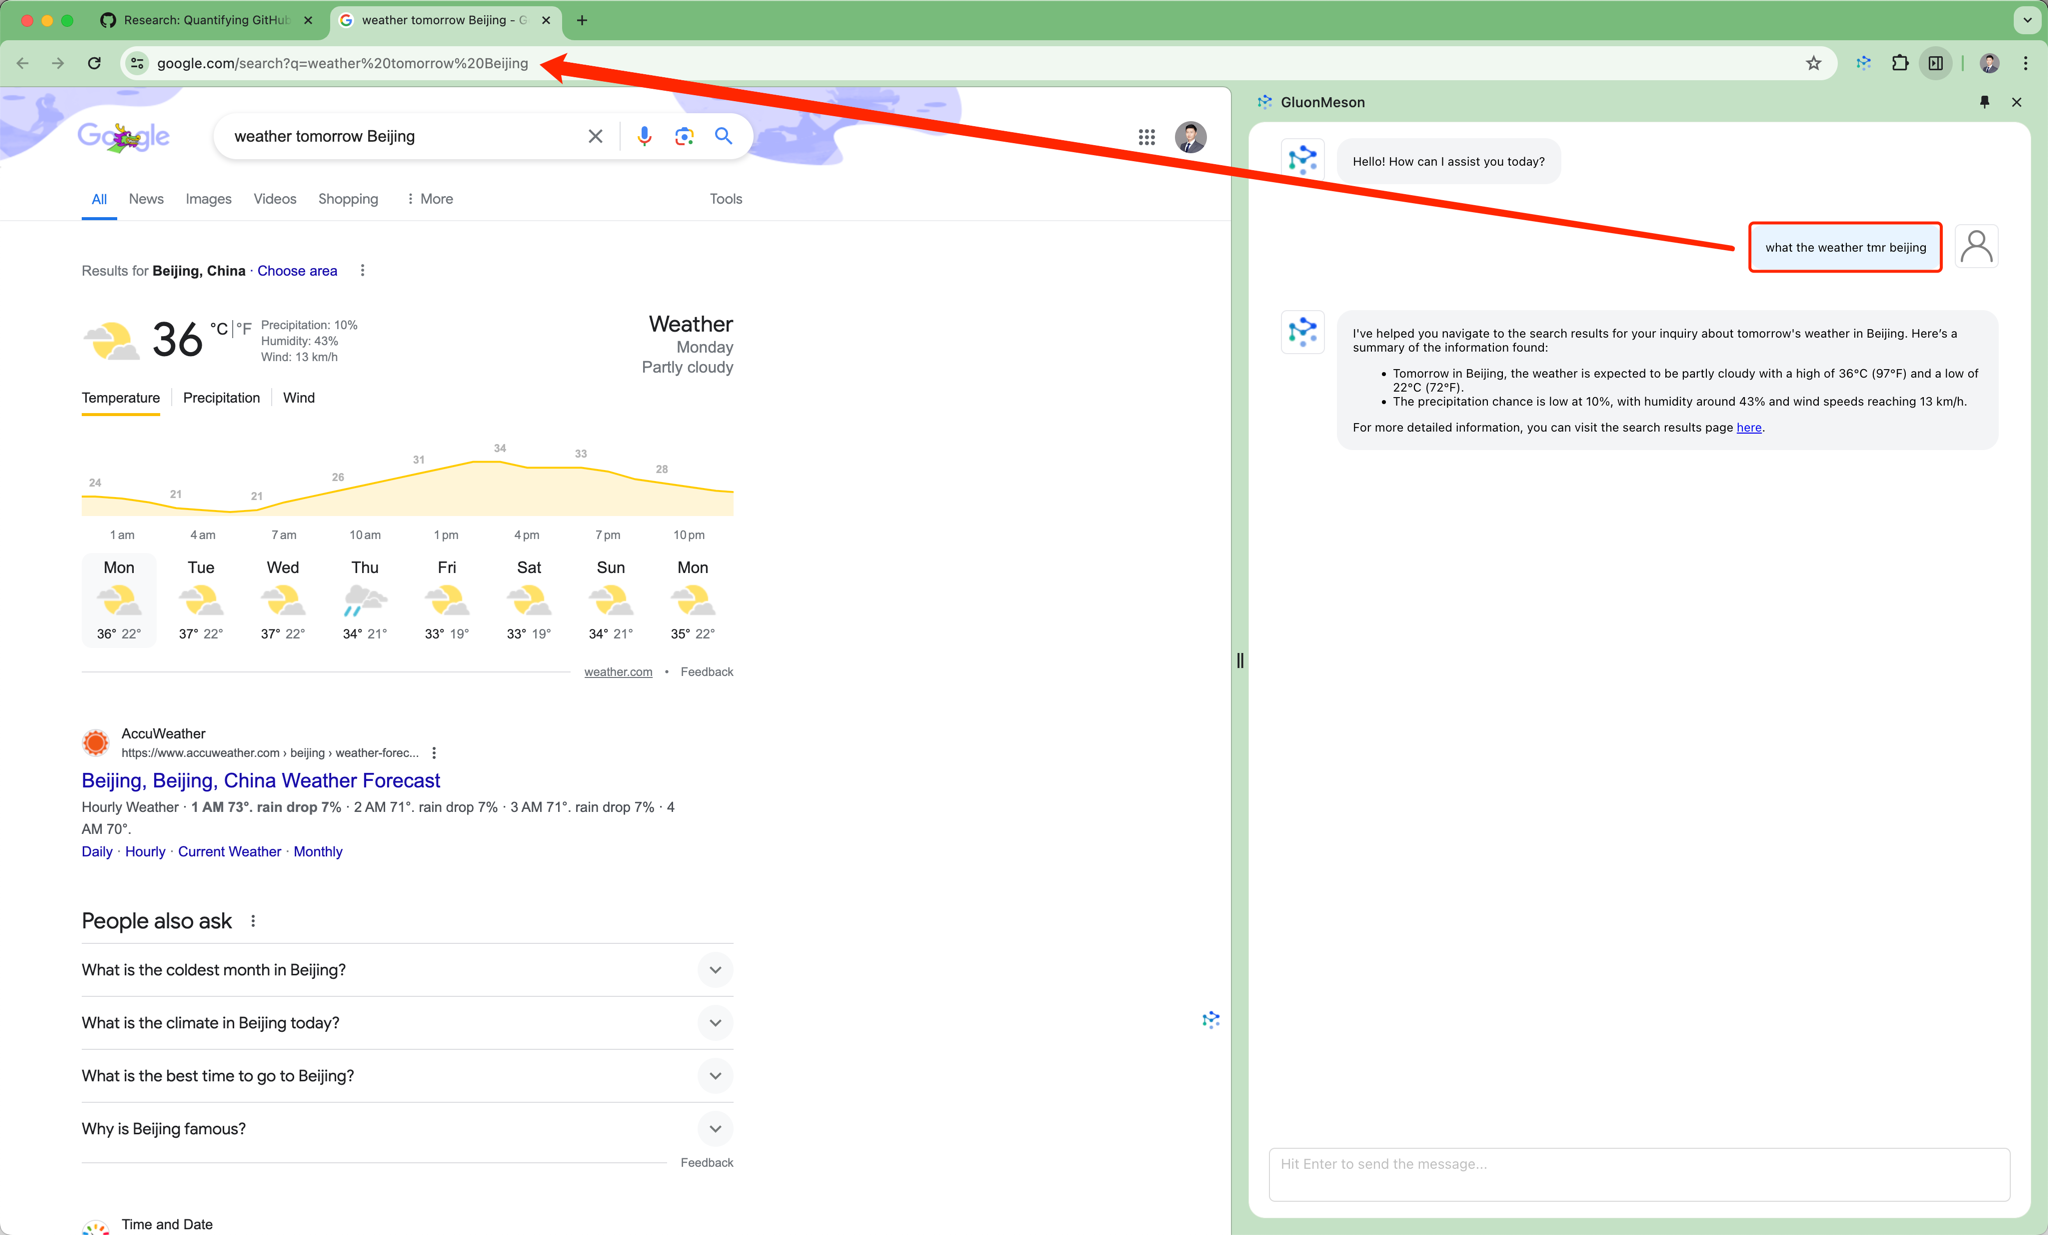 Research: Quantifying GitHub
weather tomorrow Beijing - G
google.com/search?q=weather%20tomorrow%20Beijing
Google
weather tomorrow Beijing
All News Images Videos Shopping More Tools
Results for Beijing, China · Choose area
36 °C | °F
Precipitation: 10%
Humidity: 43%
Wind: 13 km/h
Weather
Monday
Partly cloudy
Temperature Precipitation Wind
24 21 21 26 31 34 33 28
1 am 4 am 7 am 10 am 1 pm 4 pm 7 pm 10 pm
Mon Tue Wed Thu Fri Sat Sun Mon
36° 22° 37° 22° 37° 22° 34° 21° 33° 19° 33° 19° 34° 21° 35° 22°
weather.com • Feedback
AccuWeather
https://www.accuweather.com › beijing › weather-forec...
Beijing, Beijing, China Weather Forecast
Hourly Weather · 1 AM 73°. rain drop 7% · 2 AM 71°. rain drop 7% · 3 AM 71°. rain drop 7% · 4
AM 70°.
Daily · Hourly · Current Weather · Monthly
People also ask
What is the coldest month in Beijing?
What is the climate in Beijing today?
What is the best time to go to Beijing?
Why is Beijing famous?
Feedback
Time and Date
GluonMeson
Hello! How can I assist you today?
what the weather tmr beijing
I've helped you navigate to the search results for your inquiry about tomorrow's weather in Beijing. Here's a
summary of the information found:
• Tomorrow in Beijing, the weather is expected to be partly cloudy with a high of 36°C (97°F) and a low of
22°C (72°F).
• The precipitation chance is low at 10%, with humidity around 43% and wind speeds reaching 13 km/h.
For more detailed information, you can visit the search results page here.
Hit Enter to send the message...